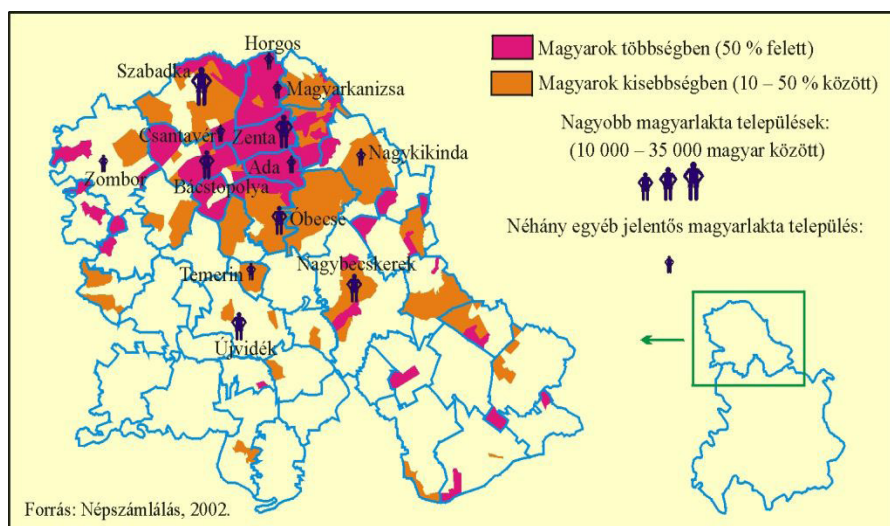 Horgos
Szabadka
Magyarkanizsa
Csantavér
Zenta
Ada
Nagykikinda
Zombor
Bácstopolya
Óbecse
Temerin
Nagybecskerek
Újvidék
Magyarok többségben (50 % felett)
Magyarok kisebbségben (10 – 50 % között)
Nagyobb magyarlakta települések:
(10 000 – 35 000 magyar között)
Néhány egyéb jelentős magyarlakta település:
Forrás: Népszámlálás, 2002.